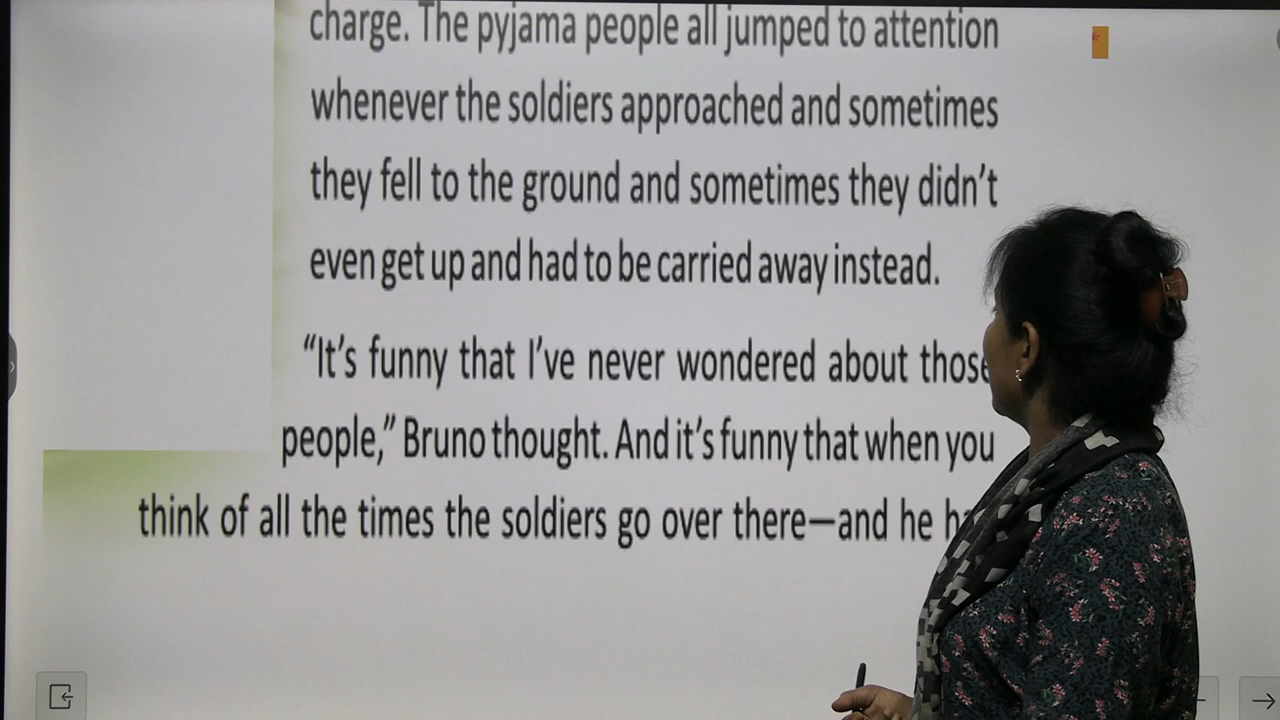 charge. The pyjama people all jumped to attention
whenever the soldiers approached and sometimes
they fell to the ground and sometimes they didn’t
even get up and had to be carried away instead.
“It’s funny that I’ve never wondered about those
people,” Bruno thought. And it’s funny that when you
think of all the times the soldiers go over there—and he